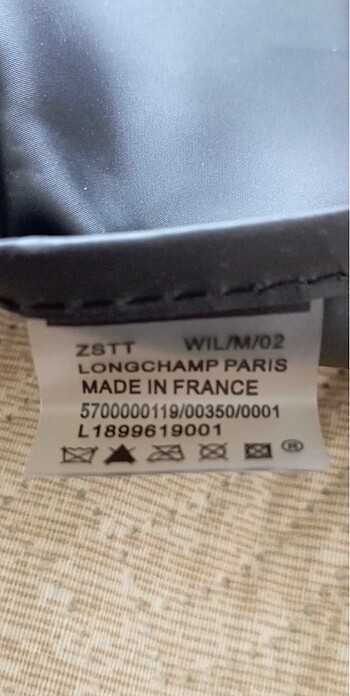 ZSTT WIL/M/02
LONGCHAMP PARIS
MADE IN FRANCE
5700000119/00350/0001
L1899619001
®